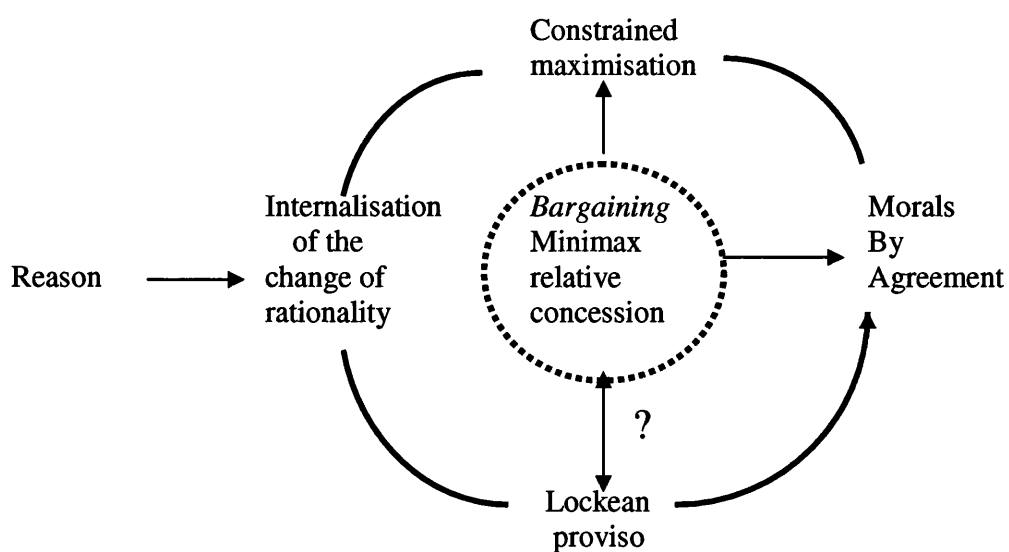 Constrained
maximisation
Reason
Internalisation
of the
change of
rationality
Bargaining
Minimax
relative
concession
Morals
By
Agreement
?
Lockean
proviso